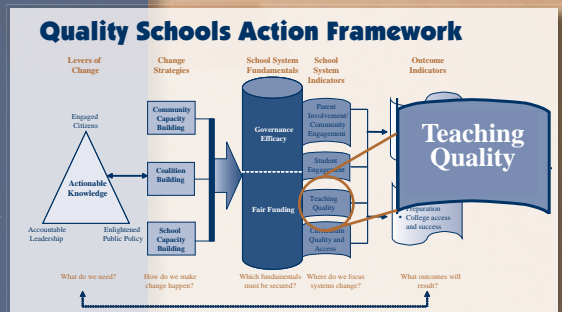 Quality Schools Action Framework
Levers of
Change
Change
Strategies
School System
Fundamentals
School
System
Indicators
Outcome
Indicators
Engaged
Citizens
Actionable
Knowledge
Accountable
Leadership
Enlightened
Public Policy
Community
Capacity
Building
Coalition
Building
School
Capacity
Building
Governance
Efficacy
Fair Funding
Parent
Involvement/
Community
Engagement
Student
Engagement
Teaching
Quality
Curriculum
Quality and
Access
Teaching
Quality
Preparation
• College access
and success
What do we need?
How do we make
change happen?
Which fundamentals
must be secured?
Where do we focus
systems change?
What outcomes will
result?